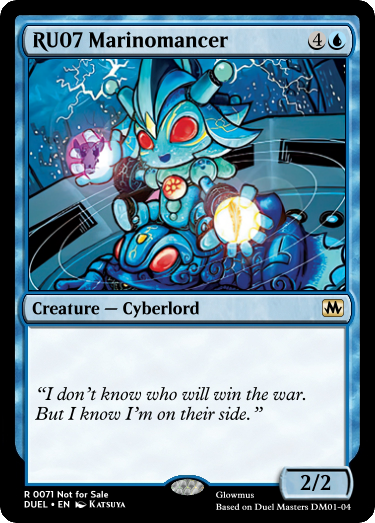 RU07 Marinomancer 4
Creature — Cyberlord
“I don’t know who will win the war.
But I know I’m on their side.”
2/2
R 0071 Not for Sale
DUEL • EN Katsuya
Glowmus
Based on Duel Masters DM01-04